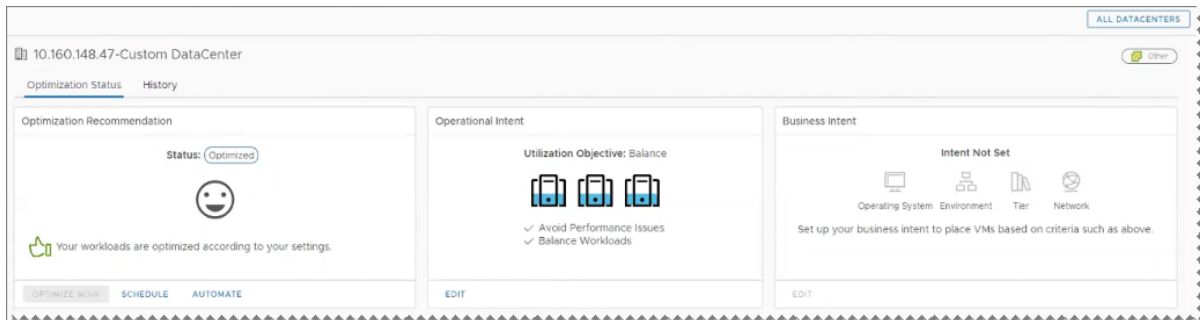 ALL DATACENTERS
10.160.148.47-Custom DataCenter
Other
Optimization Status
History
Optimization Recommendation
Status: Optimized
Your workloads are optimized according to your settings.
OPTIMIZE NOW
SCHEDULE
AUTOMATE
Operational Intent
Utilization Objective: Balance
Avoid Performance Issues
Balance Workloads
EDIT
Business Intent
Intent Not Set
Operating System
Environment
Tier
Network
Set up your business intent to place VMs based on criteria such as above.
EDIT